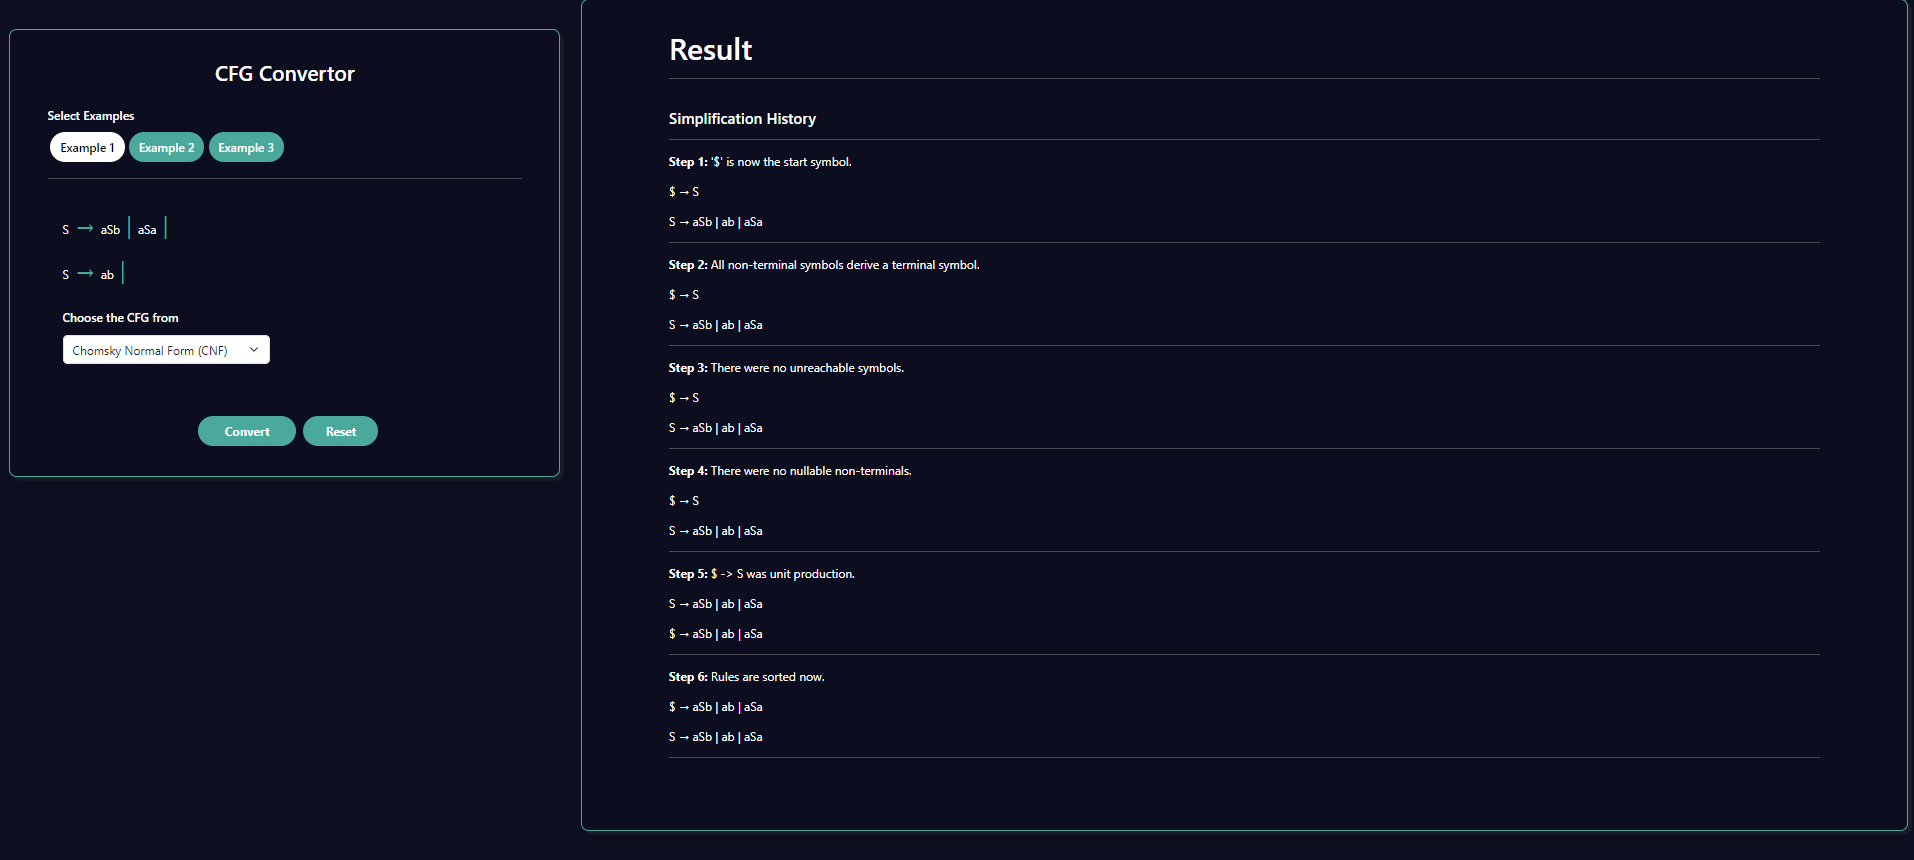 CFG Convertor
Select Examples
Example 1 Example 2 Example 3
S → aSb | aSa |
S → ab |
Choose the CFG from
Chomsky Normal Form (CNF)
Convert Reset
Result
Simplification History
Step 1: '$' is now the start symbol.
$ → S
S → aSb | ab | aSa
Step 2: All non-terminal symbols derive a terminal symbol.
$ → S
S → aSb | ab | aSa
Step 3: There were no unreachable symbols.
$ → S
S → aSb | ab | aSa
Step 4: There were no nullable non-terminals.
$ → S
S → aSb | ab | aSa
Step 5: $ -> S was unit production.
S → aSb | ab | aSa
$ → aSb | ab | aSa
Step 6: Rules are sorted now.
$ → aSb | ab | aSa
S → aSb | ab | aSa